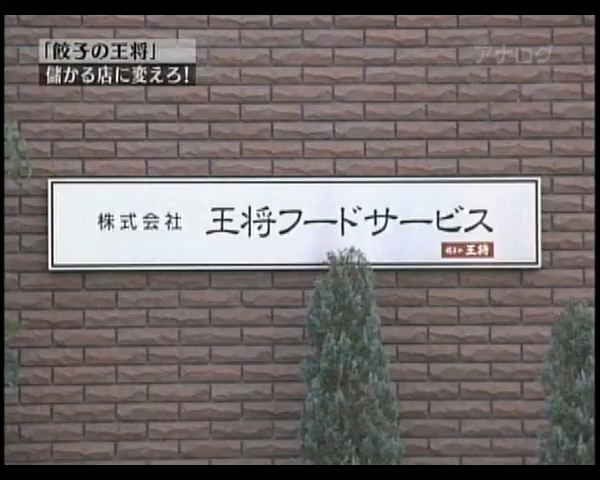 「餃子の王将」
儲かる店に変えろ!
アナログ
株式会社 王将フードサービス
餃子の王将